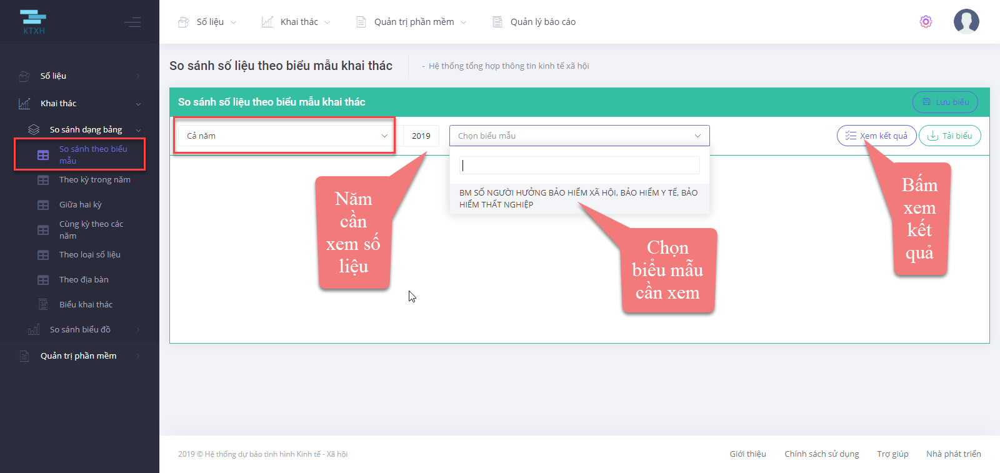 KTXH
Số liệu
Khai thác
Quản trị phần mềm
Quản lý báo cáo
Số liệu
Khai thác
So sánh dạng bảng
So sánh theo biểu
mẫu
Theo kỳ trong năm
Giữa hai kỳ
Cùng kỳ theo các
năm
Theo loại số liệu
Theo địa bàn
Biểu khai thác
So sánh biểu đồ
Quản trị phần mềm
So sánh số liệu theo biểu mẫu khai thác
- Hệ thống tổng hợp thông tin kinh tế xã hội
So sánh số liệu theo biểu mẫu khai thác
Lưu biểu
Cả năm
2019
Chọn biểu mẫu
Xem kết quả
Tải biểu
BM SỐ NGƯỜI HƯỞNG BẢO HIỂM XÃ HỘI, BẢO HIỂM Y TẾ, BẢO
HIỂM THẤT NGHIỆP
Năm
cần
xem số
liệu
Chọn
biểu mẫu
cần xem
Bấm
xem
kết
quả
2019 © Hệ thống dự báo tình hình Kinh tế - Xã hội
Giới thiệu
Chính sách sử dụng
Trợ giúp
Nhà phát triển